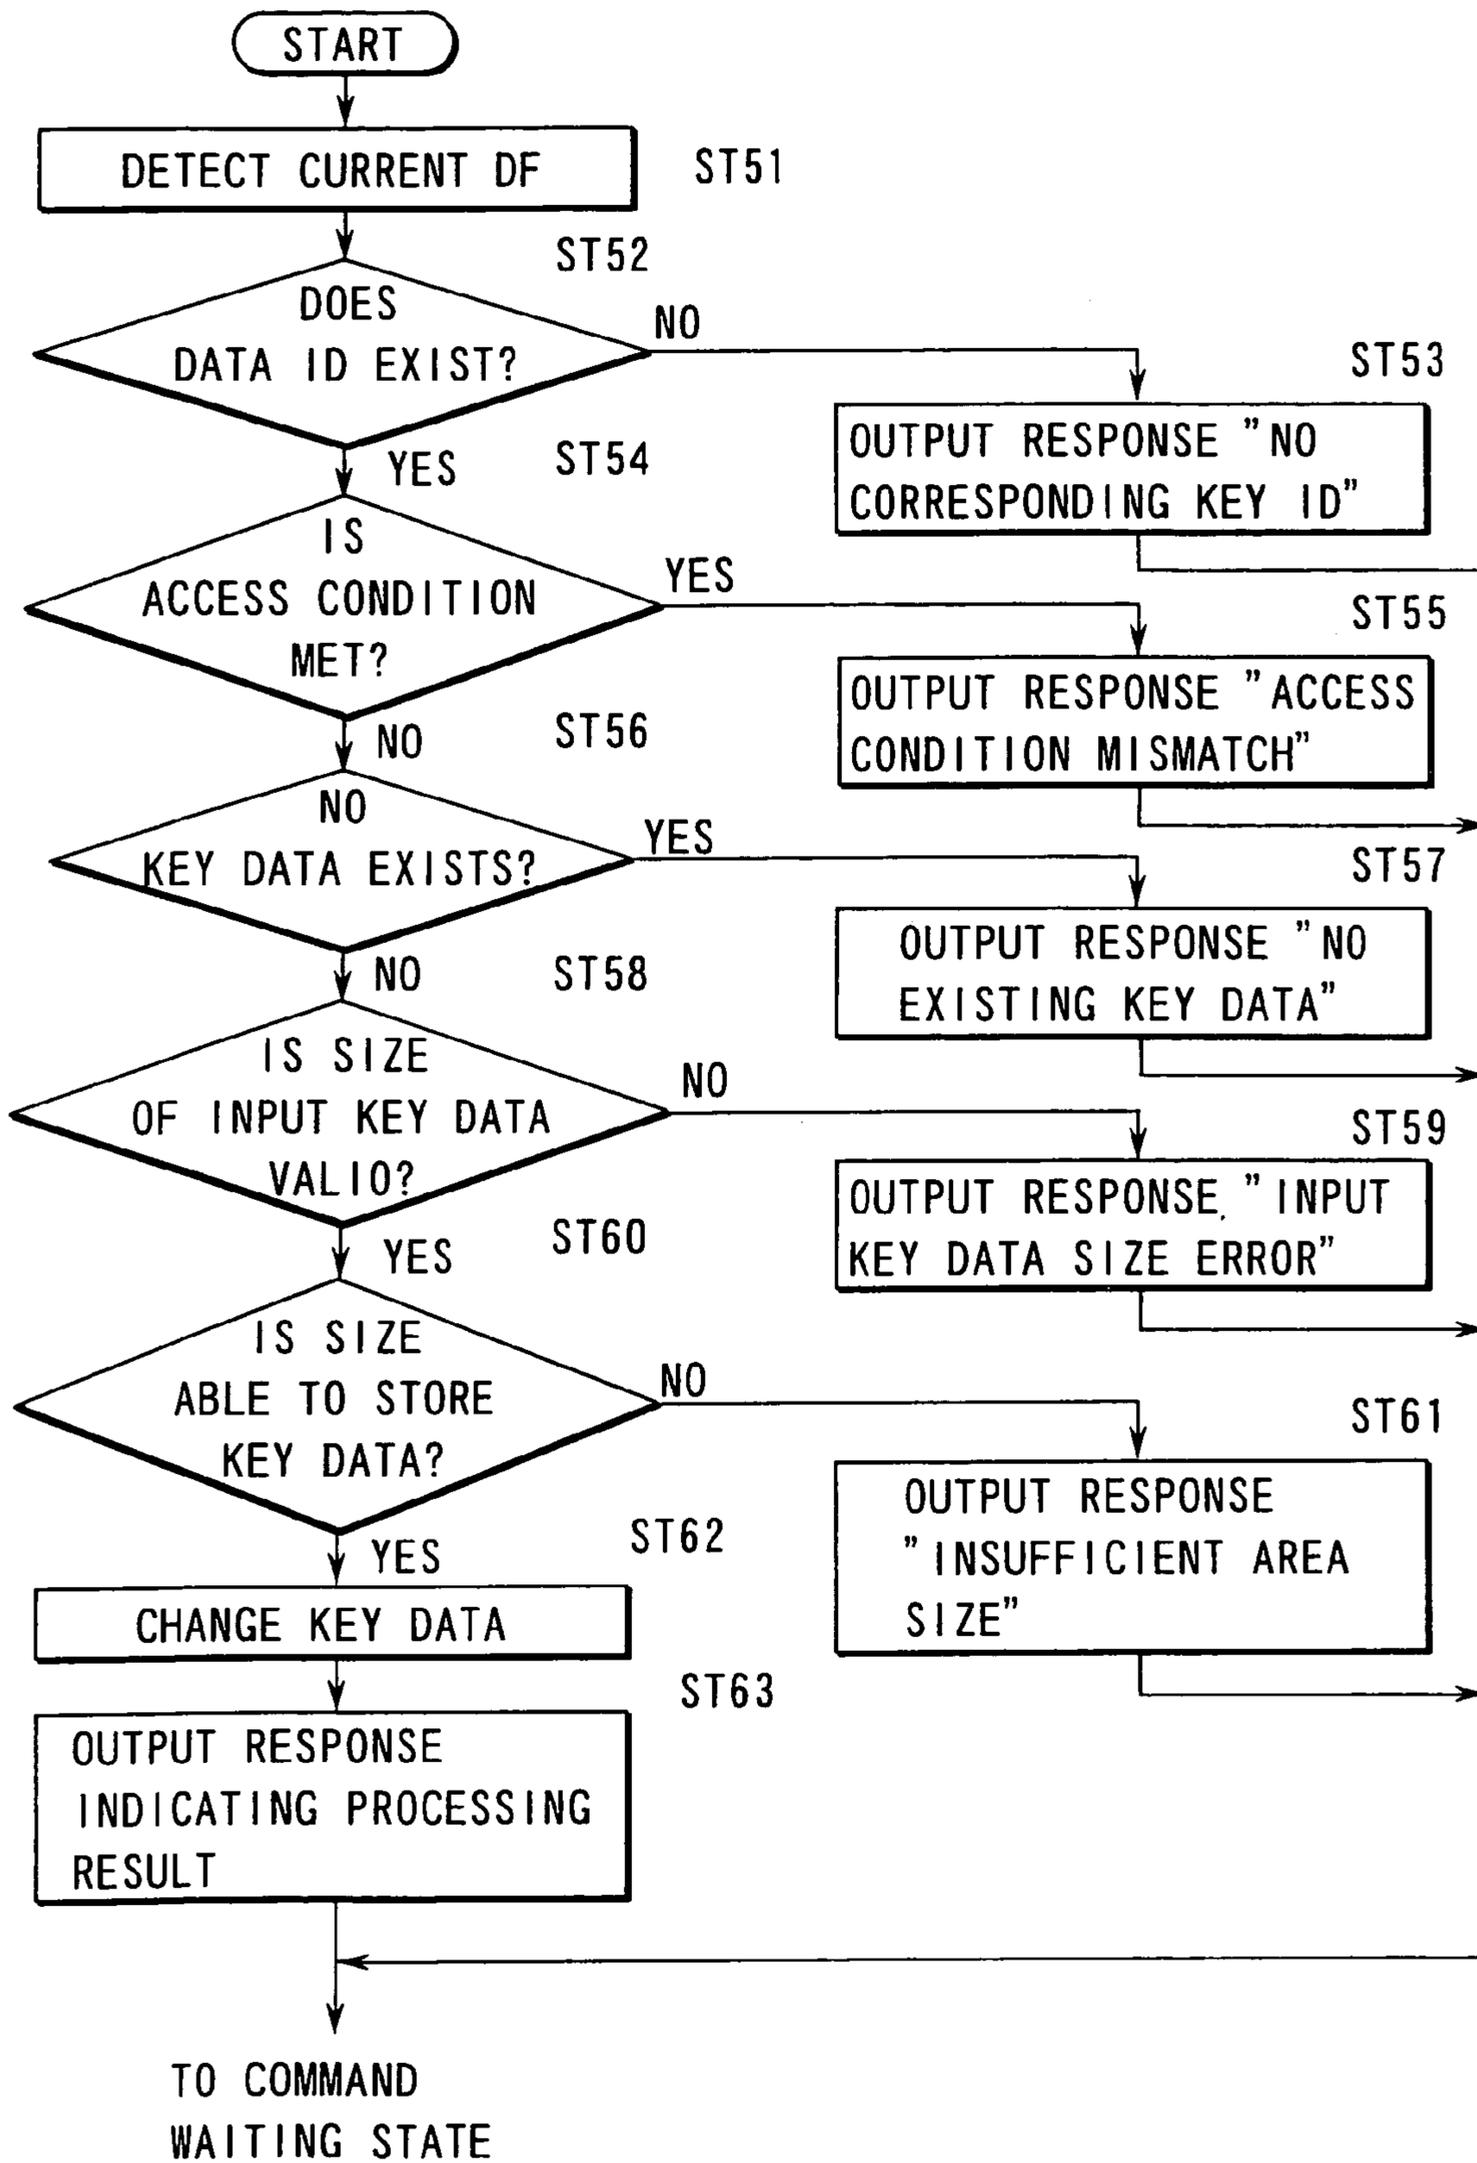 START
DETECT CURRENT DF
ST51
ST52
DOES
DATA ID EXIST?
NO
YES
ST53
OUTPUT RESPONSE "NO
CORRESPONDING KEY ID"
ST54
IS
ACCESS CONDITION
MET?
YES
NO
ST55
OUTPUT RESPONSE "ACCESS
CONDITION MISMATCH"
ST56
NO
KEY DATA EXISTS?
YES
NO
ST57
OUTPUT RESPONSE "NO
EXISTING KEY DATA"
ST58
IS SIZE
OF INPUT KEY DATA
VALIO?
NO
YES
ST59
OUTPUT RESPONSE "INPUT
KEY DATA SIZE ERROR"
ST60
IS SIZE
ABLE TO STORE
KEY DATA?
NO
YES
ST61
OUTPUT RESPONSE
"INSUFFICIENT AREA
SIZE"
ST62
CHANGE KEY DATA
ST63
OUTPUT RESPONSE
INDICATING PROCESSING
RESULT
TO COMMAND
WAITING STATE